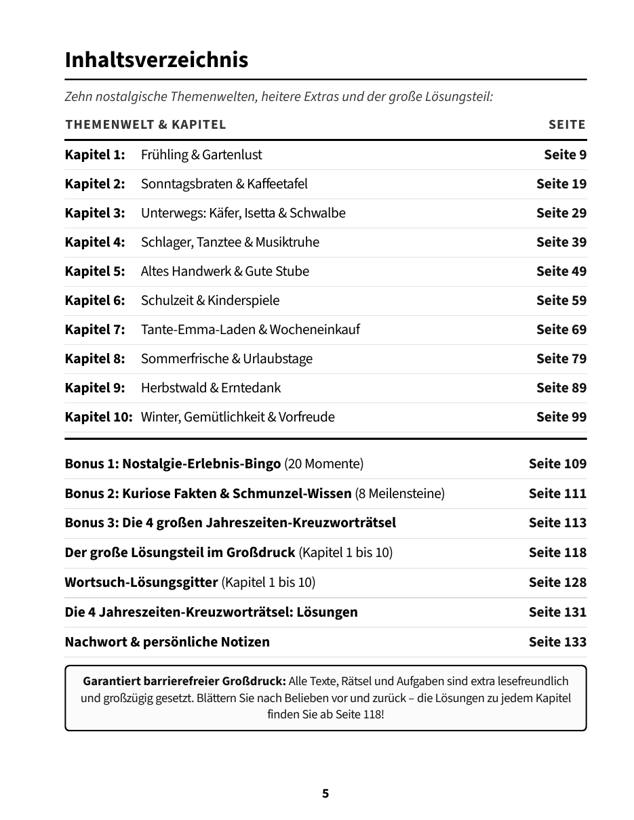 Inhaltsverzeichnis
Zehn nostalgische Themenwelten, heitere Extras und der große Lösungsteil:
THEMENWELT & KAPITEL SEITE
Kapitel 1: Frühling & Gartenlust Seite 9
Kapitel 2: Sonntagsbraten & Kaffeetafel Seite 19
Kapitel 3: Unterwegs: Käfer, Isetta & Schwalbe Seite 29
Kapitel 4: Schlager, Tanztee & Musiktruhe Seite 39
Kapitel 5: Altes Handwerk & Gute Stube Seite 49
Kapitel 6: Schulzeit & Kinderspiele Seite 59
Kapitel 7: Tante-Emma-Laden & Wocheneinkauf Seite 69
Kapitel 8: Sommerfrische & Urlaubstage Seite 79
Kapitel 9: Herbstwald & Erntedank Seite 89
Kapitel 10: Winter, Gemütlichkeit & Vorfreude Seite 99
Bonus 1: Nostalgie-Erlebnis-Bingo (20 Momente) Seite 109
Bonus 2: Kuriose Fakten & Schmunzel-Wissen (8 Meilensteine) Seite 111
Bonus 3: Die 4 großen Jahreszeiten-Kreuzworträtsel Seite 113
Der große Lösungsteil im Großdruck (Kapitel 1 bis 10) Seite 118
Wortsuch-Lösungsgitter (Kapitel 1 bis 10) Seite 128
Die 4 Jahreszeiten-Kreuzworträtsel: Lösungen Seite 131
Nachwort & persönliche Notizen Seite 133
Garantiert barrierefreier Großdruck: Alle Texte, Rätsel und Aufgaben sind extra lesefreundlich
und großzügig gesetzt. Blättern Sie nach Belieben vor und zurück – die Lösungen zu jedem Kapitel
finden Sie ab Seite 118!
5